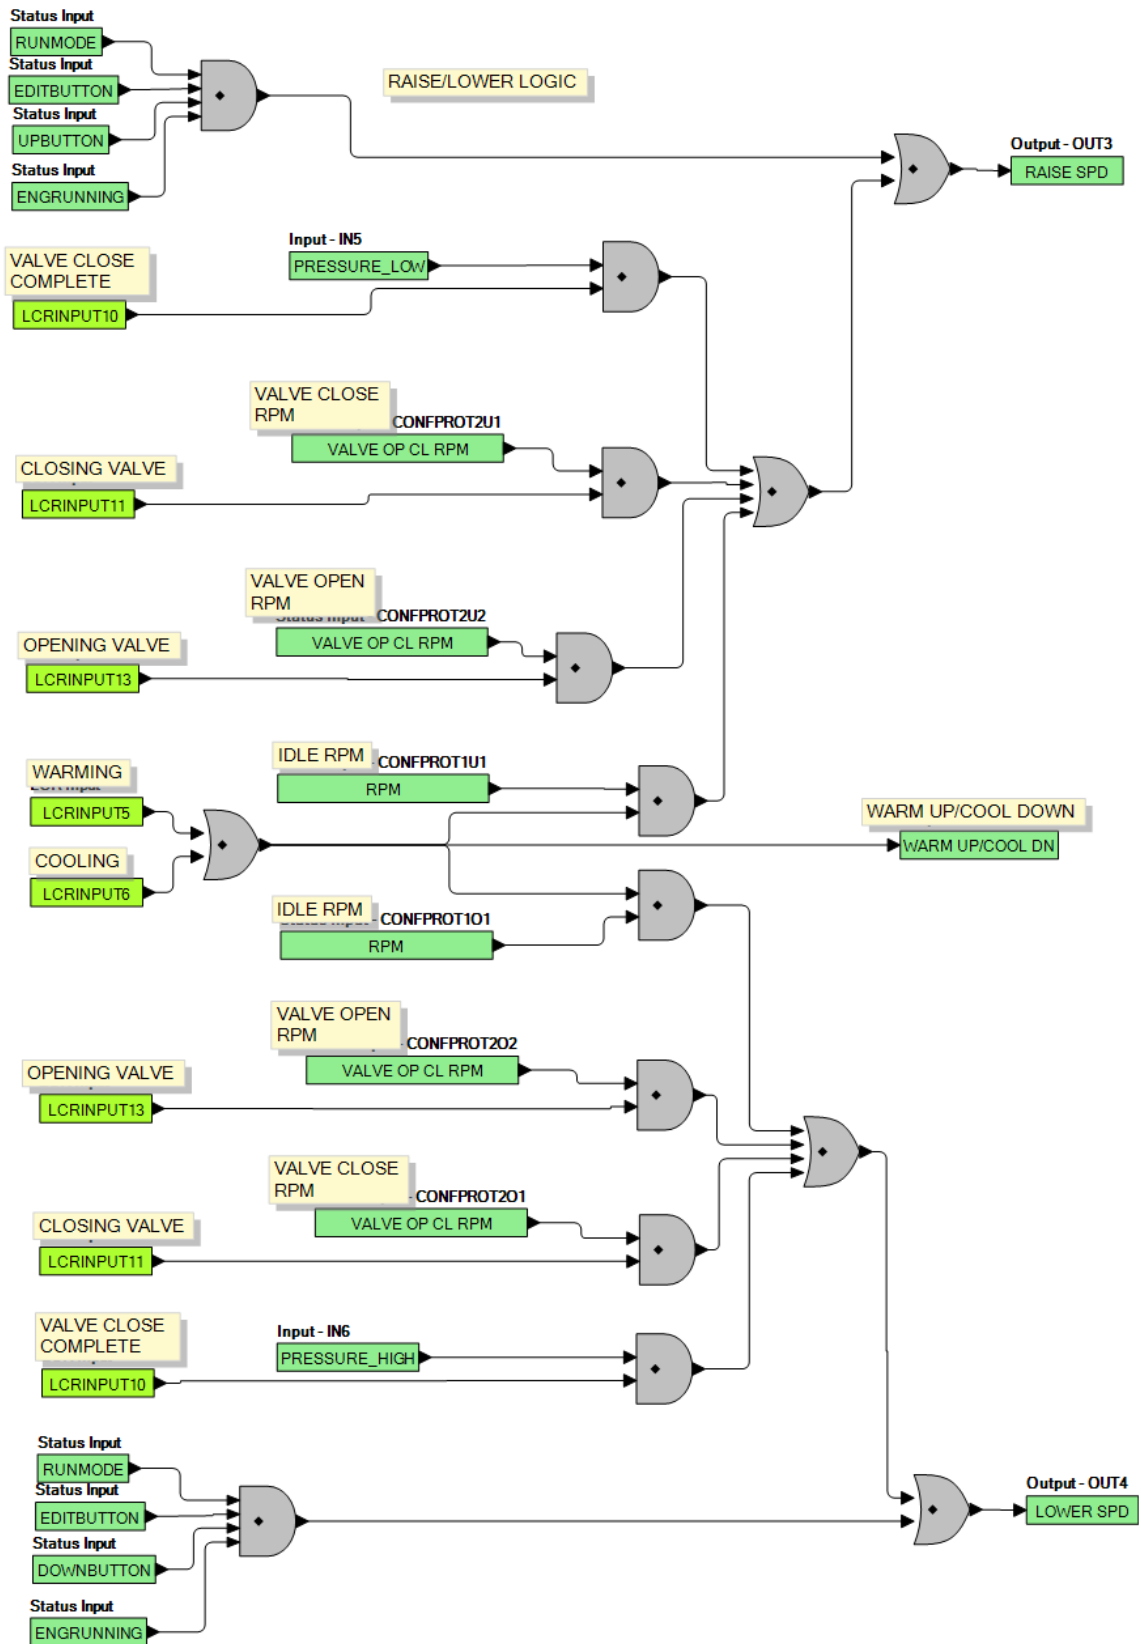 Status Input
RUNMODE
Status Input
EDITBUTTON
RAISE/LOWER LOGIC
Status Input
UPBUTTON
Output - OUT3
RAISE SPD
Status Input
ENGRUNNING
Input - IN5
PRESSURE_LOW
VALVE CLOSE
COMPLETE
LCRINPUT10
VALVE CLOSE
RPM
CONFPROT2U1
VALVE OP CL RPM
CLOSING VALVE
LCRINPUT11
VALVE OPEN
RPM
Status Input - CONFPROT2U2
VALVE OP CL RPM
OPENING VALVE
LCRINPUT13
IDLE RPM
- CONFPROT1U1
RPM
WARMING
LCRINPUT5
WARM UP/COOL DOWN
WARM UP/COOL DN
COOLING
LCRINPUT6
IDLE RPM
Status Input - CONFPROT1O1
RPM
VALVE OPEN
RPM
- CONFPROT2O2
VALVE OP CL RPM
OPENING VALVE
LCRINPUT13
VALVE CLOSE
RPM
- CONFPROT2O1
VALVE OP CL RPM
CLOSING VALVE
LCRINPUT11
VALVE CLOSE
COMPLETE
Input - IN6
PRESSURE_HIGH
LCRINPUT10
Status Input
RUNMODE
Status Input
EDITBUTTON
Output - OUT4
LOWER SPD
Status Input
DOWNBUTTON
Status Input
ENGRUNNING